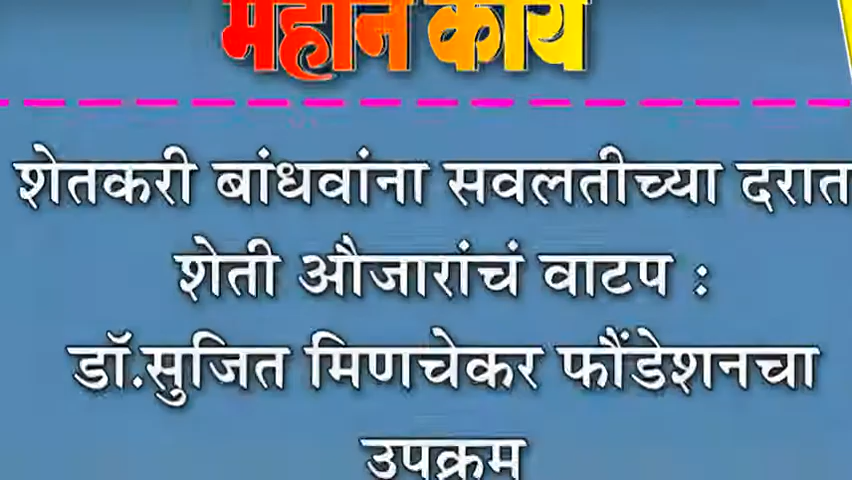 महान कार्य
शेतकरी बांधवांना सवलतीच्या दरात
शेती औजारांचं वाटप :
डॉ.सुजित मिणचेकर फौंडेशनचा
उपक्रम